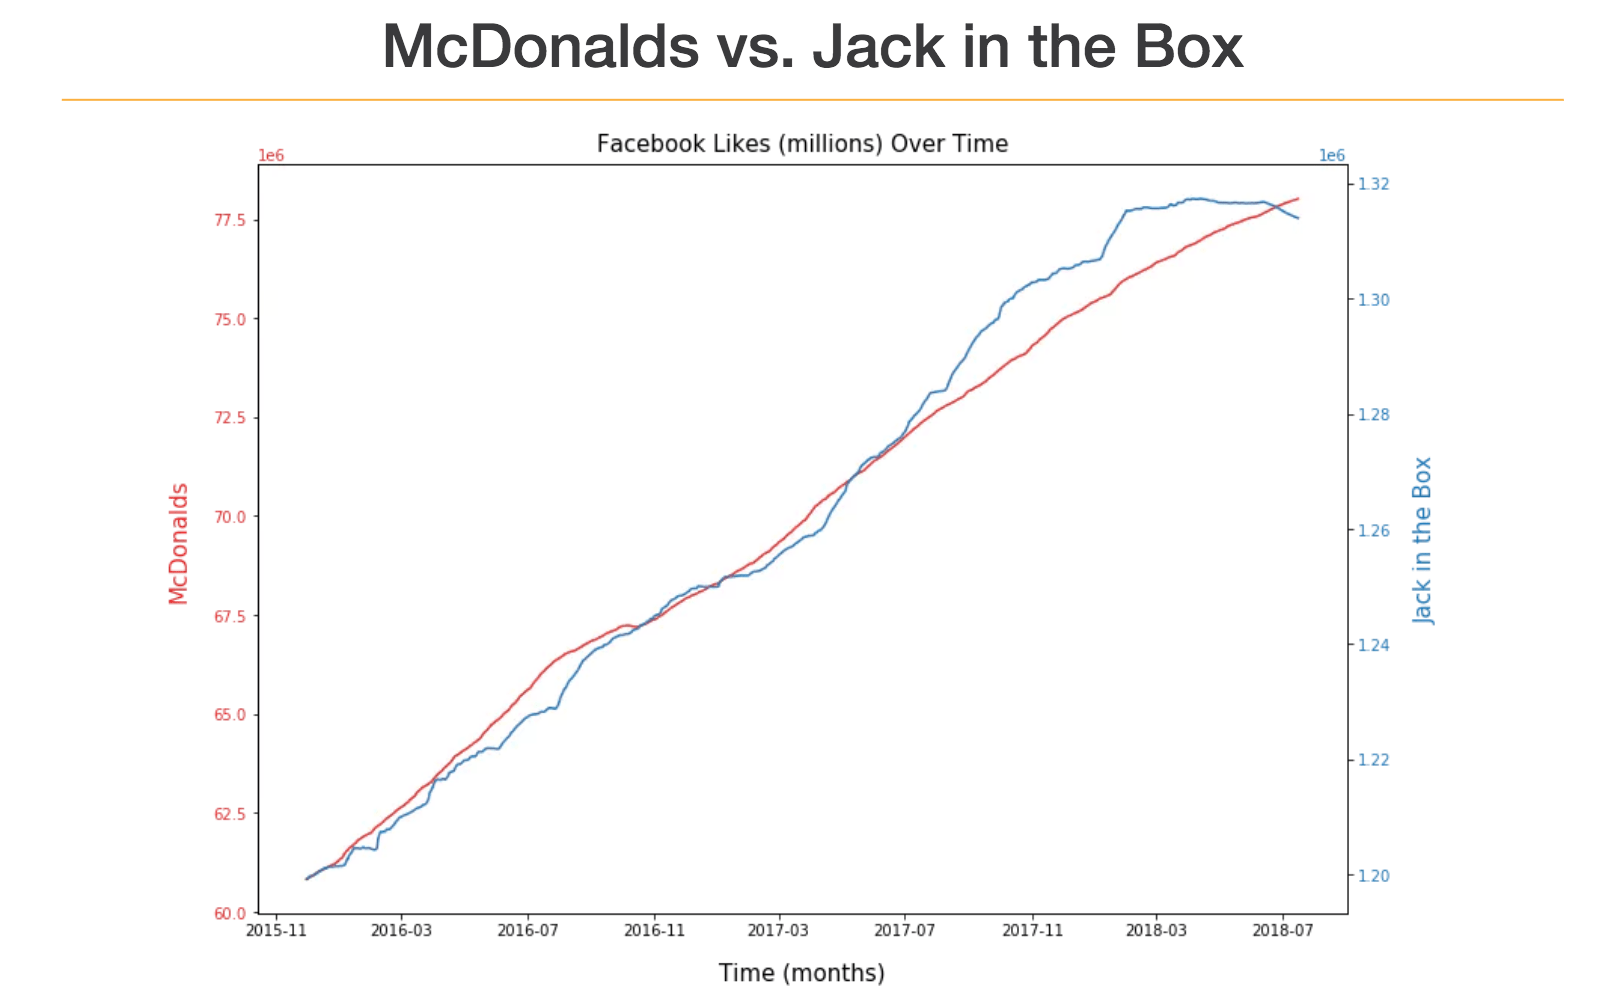 McDonalds vs. Jack in the Box
Facebook Likes (millions) Over Time
1e6
1e6
77.5
75.0
72.5
70.0
67.5
65.0
62.5
60.0
McDonalds
1.32
1.30
1.28
1.26
1.24
1.22
1.20
Jack in the Box
2015-11 2016-03 2016-07 2016-11 2017-03 2017-07 2017-11 2018-03 2018-07
Time (months)